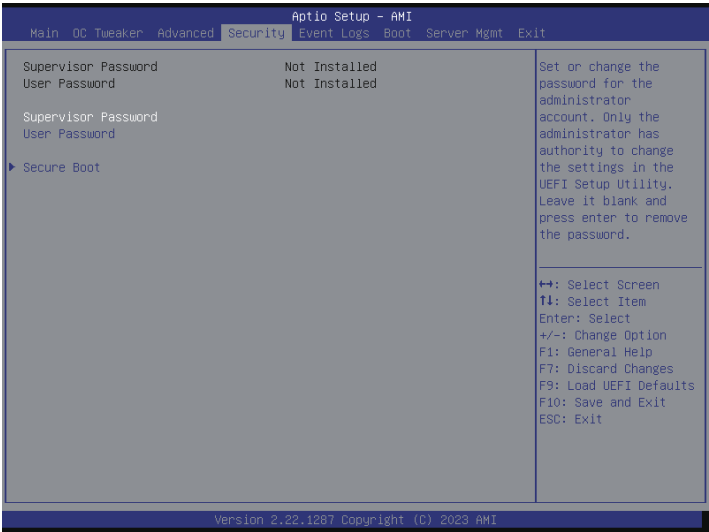 Aptio Setup - AMI
Main OC Tweaker Advanced Security Event Logs Boot Server Mgmt Exit
Supervisor Password Not Installed
User Password Not Installed
Supervisor Password
User Password
Secure Boot
Set or change the
password for the
administrator
account. Only the
administrator has
authority to change
the settings in the
UEFI Setup Utility.
Leave it blank and
press enter to remove
the password.
↔: Select Screen
↑↓: Select Item
Enter: Select
+/-: Change Option
F1: General Help
F7: Discard Changes
F9: Load UEFI Defaults
F10: Save and Exit
ESC: Exit
Version 2.22.1287 Copyright (C) 2023 AMI